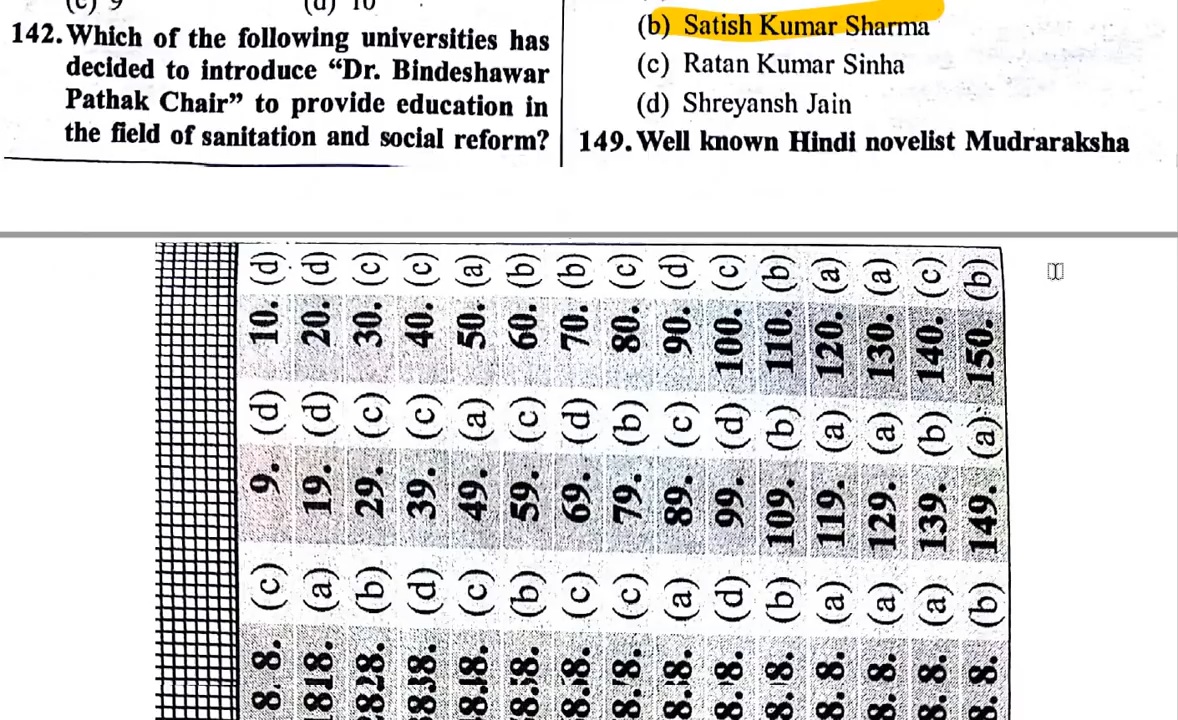 142. Which of the following universities has
decided to introduce “Dr. Bindeshawar
Pathak Chair” to provide education in
the field of sanitation and social reform?
(b) Satish Kumar Sharma
(c) Ratan Kumar Sinha
(d) Shreyansh Jain
149. Well known Hindi novelist Mudraraksha
(c) 9. (d) 10. (d)
(a) 19. (d) 20. (d)
(b) 29. (c) 30. (c)
(d) 39. (c) 40. (c)
(c) 49. (a) 50. (a)
(b) 59. (c) 60. (b)
(c) 69. (d) 70. (b)
(c) 79. (b) 80. (c)
(a) 89. (c) 90. (d)
(d) 99. (d) 100. (c)
(b) 109. (b) 110. (b)
(a) 119. (a) 120. (a)
(a) 129. (a) 130. (a)
(a) 139. (b) 140. (c)
(b) 149. (a) 150. (b)